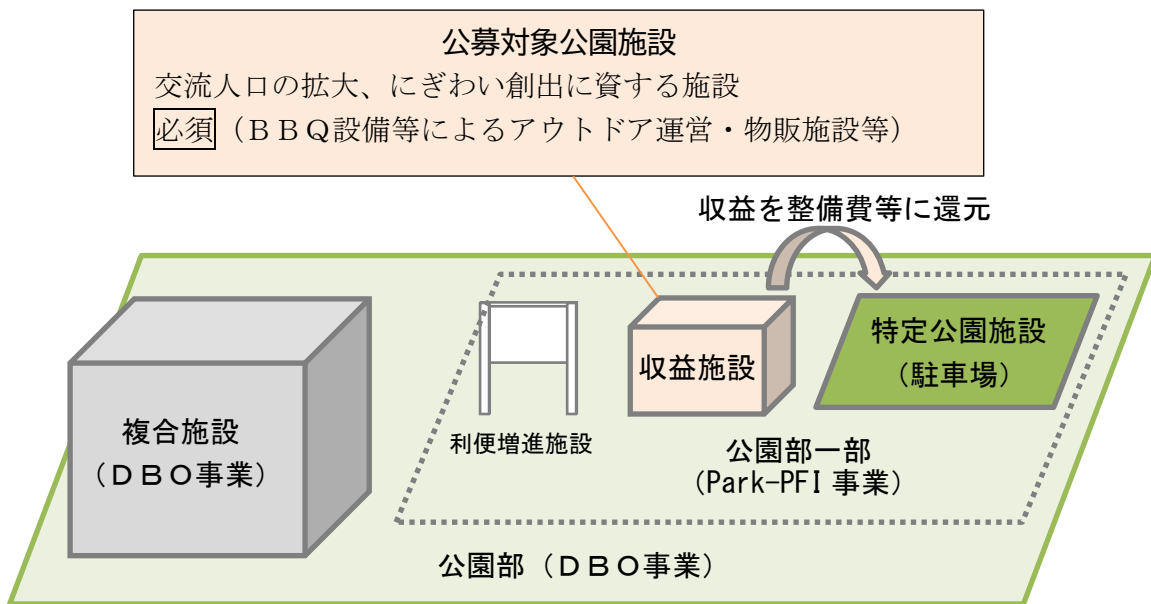 公募対象公園施設
交流人口の拡大、にぎわい創出に資する施設
必須（ＢＢＱ設備等によるアウトドア運営・物販施設等）
収益を整備費等に還元
複合施設
（ＤＢＯ事業）
利便増進施設
収益施設
特定公園施設
（駐車場）
公園部一部
（Park-PFI 事業）
公園部（ＤＢＯ事業）